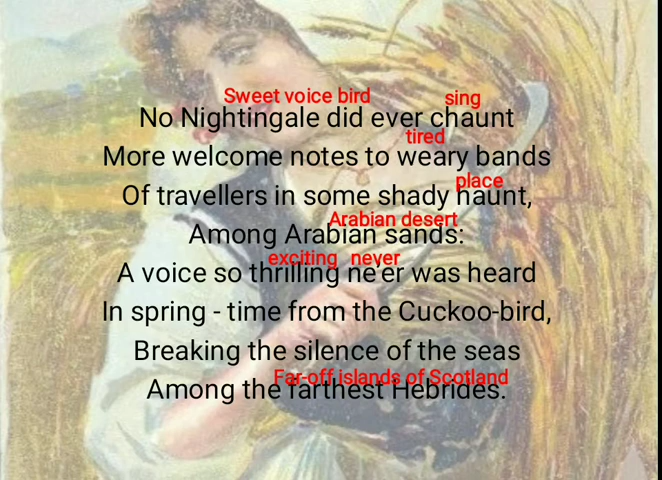 Sweet voice bird sing
No Nightingale did ever chaunt
tired
More welcome notes to weary bands
place
Of travellers in some shady haunt,
Arabian desert
Among Arabian sands:
exciting never
A voice so thrilling ne'er was heard
In spring - time from the Cuckoo-bird,
Breaking the silence of the seas
Far-off islands of Scotland
Among the farthest Hebrides.